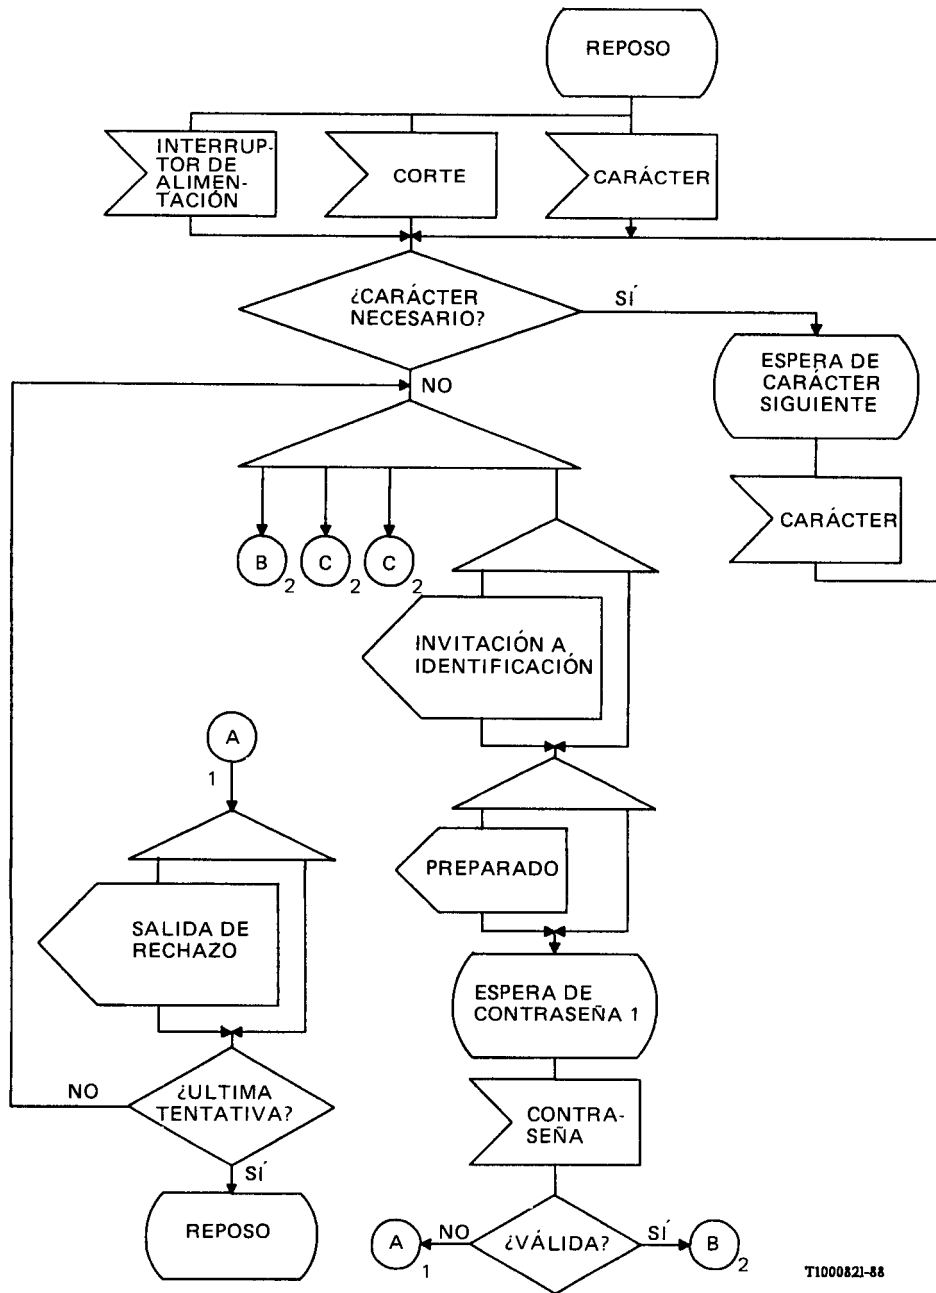 REPOSO
INTERRUP-
TOR DE
ALIMEN-
TACIÓN
CORTE
CARÁCTER
¿CARÁCTER
NECESARIO?
SÍ
ESPERA DE
CARÁCTER
SIGUIENTE
NO
CARÁCTER
B
2
C
2
C
2
INVITACIÓN A
IDENTIFICACIÓN
A
1
PREPARADO
SALIDA DE
RECHAZO
ESPERA DE
CONTRASEÑA 1
NO
¿ULTIMA
TENTATIVA?
CONTRA-
SEÑA
SÍ
REPOSO
A
1
NO
¿VÁLIDA?
SÍ
B
2
T1000821-88